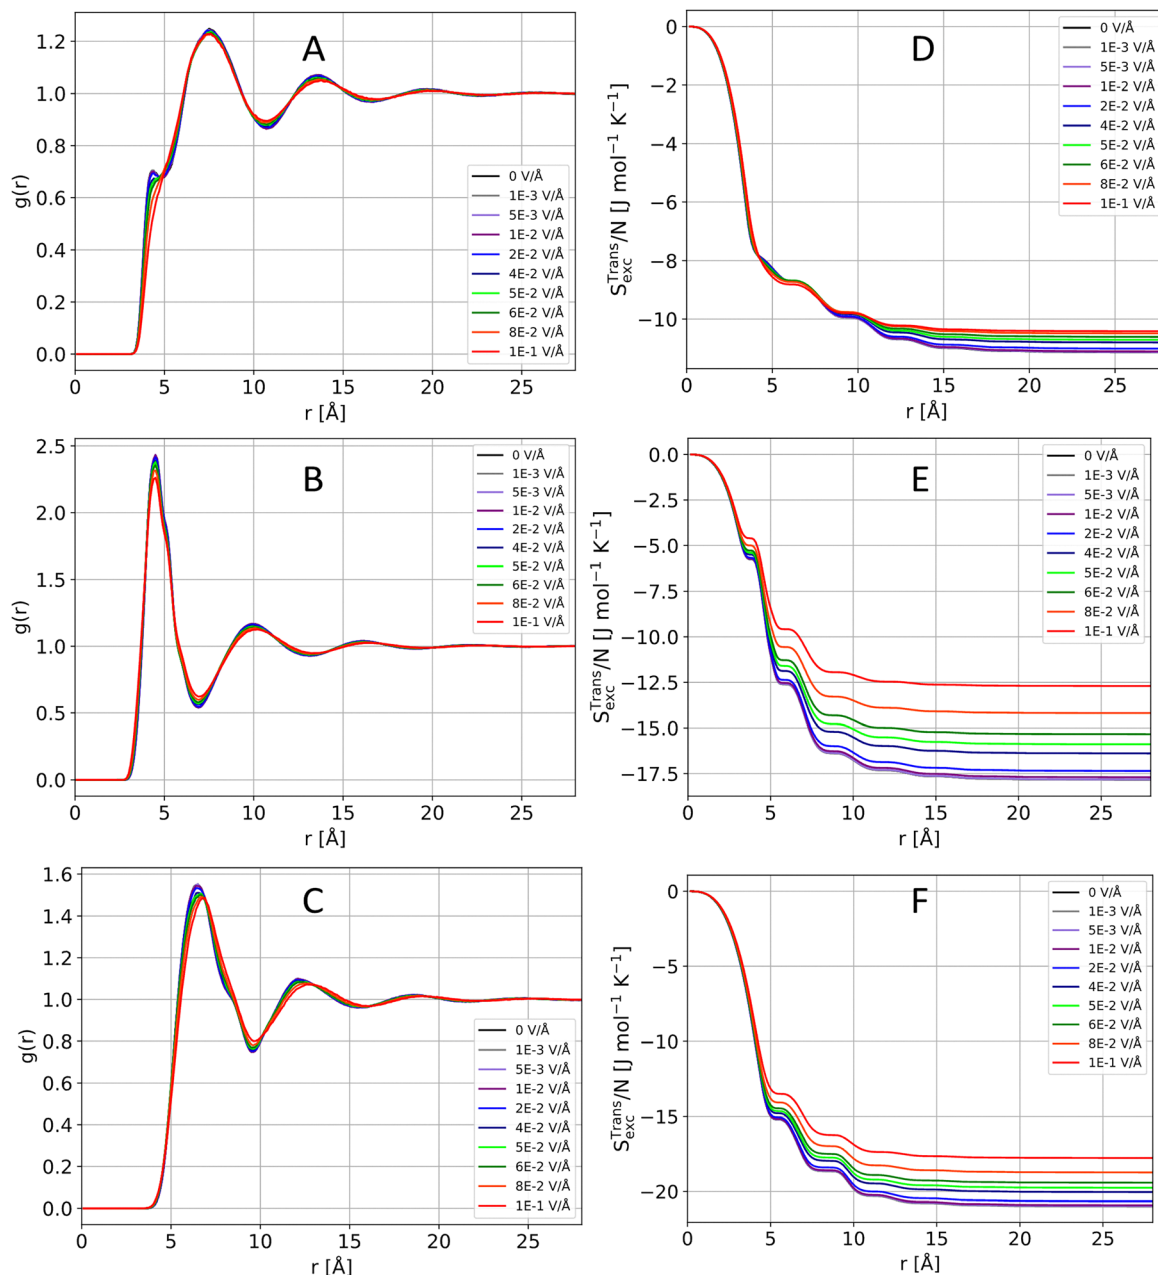 A
g(r)
1.2
1.0
0.8
0.6
0.4
0.2
0.0
0 V/Å
1E-3 V/Å
5E-3 V/Å
1E-2 V/Å
2E-2 V/Å
4E-2 V/Å
5E-2 V/Å
6E-2 V/Å
8E-2 V/Å
1E-1 V/Å
0 5 10 15 20 25
r [Å]
D
S_exc^Trans/N [J mol⁻¹ K⁻¹]
0
−2
−4
−6
−8
−10
0 V/Å
1E-3 V/Å
5E-3 V/Å
1E-2 V/Å
2E-2 V/Å
4E-2 V/Å
5E-2 V/Å
6E-2 V/Å
8E-2 V/Å
1E-1 V/Å
0 5 10 15 20 25
r [Å]
B
g(r)
2.5
2.0
1.5
1.0
0.5
0.0
0 V/Å
1E-3 V/Å
5E-3 V/Å
1E-2 V/Å
2E-2 V/Å
4E-2 V/Å
5E-2 V/Å
6E-2 V/Å
8E-2 V/Å
1E-1 V/Å
0 5 10 15 20 25
r [Å]
E
S_exc^Trans/N [J mol⁻¹ K⁻¹]
0.0
−2.5
−5.0
−7.5
−10.0
−12.5
−15.0
−17.5
0 V/Å
1E-3 V/Å
5E-3 V/Å
1E-2 V/Å
2E-2 V/Å
4E-2 V/Å
5E-2 V/Å
6E-2 V/Å
8E-2 V/Å
1E-1 V/Å
0 5 10 15 20 25
r [Å]
C
g(r)
1.6
1.4
1.2
1.0
0.8
0.6
0.4
0.2
0.0
0 V/Å
1E-3 V/Å
5E-3 V/Å
1E-2 V/Å
2E-2 V/Å
4E-2 V/Å
5E-2 V/Å
6E-2 V/Å
8E-2 V/Å
1E-1 V/Å
0 5 10 15 20 25
r [Å]
F
S_exc^Trans/N [J mol⁻¹ K⁻¹]
0
−5
−10
−15
−20
0 V/Å
1E-3 V/Å
5E-3 V/Å
1E-2 V/Å
2E-2 V/Å
4E-2 V/Å
5E-2 V/Å
6E-2 V/Å
8E-2 V/Å
1E-1 V/Å
0 5 10 15 20 25
r [Å]